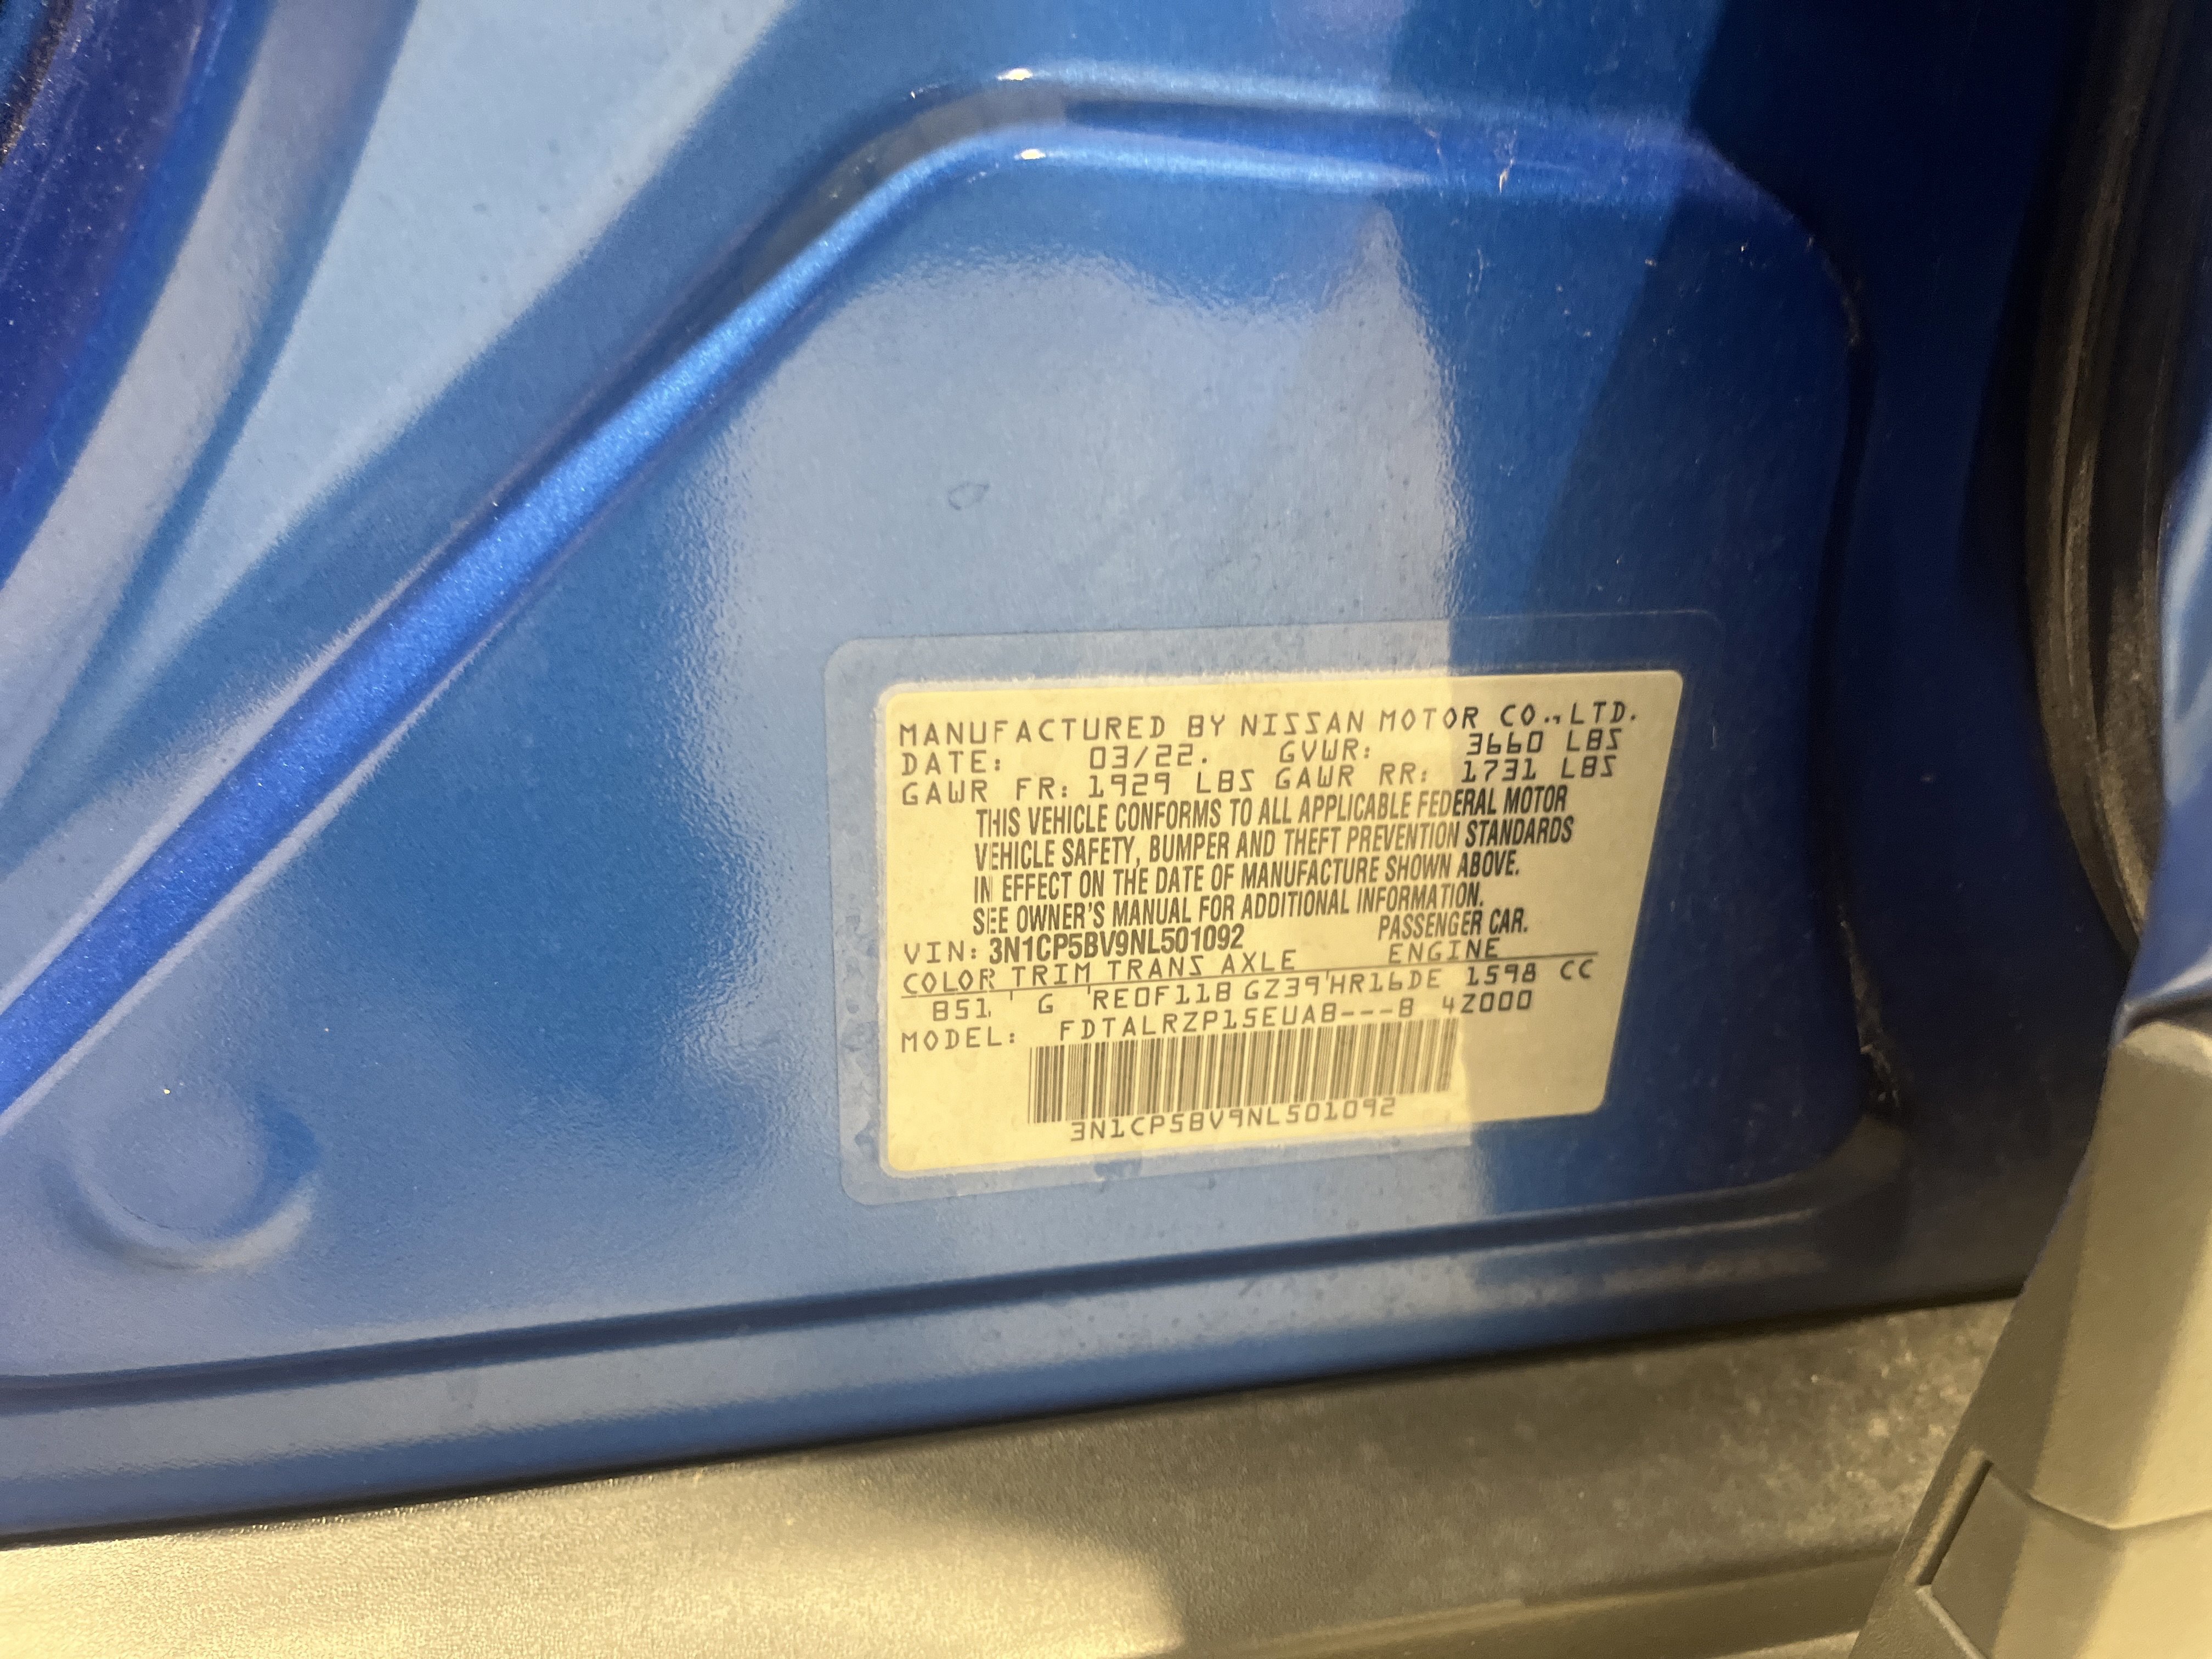 MANUFACTURED BY NISSAN MOTOR CO.,LTD.
DATE: 03/22. GVWR: 3660 LBS
GAWR FR: 1929 LBS GAWR RR: 1731 LBS
THIS VEHICLE CONFORMS TO ALL APPLICABLE FEDERAL MOTOR
VEHICLE SAFETY, BUMPER AND THEFT PREVENTION STANDARDS
IN EFFECT ON THE DATE OF MANUFACTURE SHOWN ABOVE.
SEE OWNER'S MANUAL FOR ADDITIONAL INFORMATION.
VIN: 3N1CP5BV9NL501092 PASSENGER CAR.
COLOR TRIM TRANS AXLE ENGINE
B51 G RE0F11B GZ39 HR16DE 1598 CC
MODEL: FDTALRZP15EUAB---B 4Z000
3N1CP5BV9NL501092